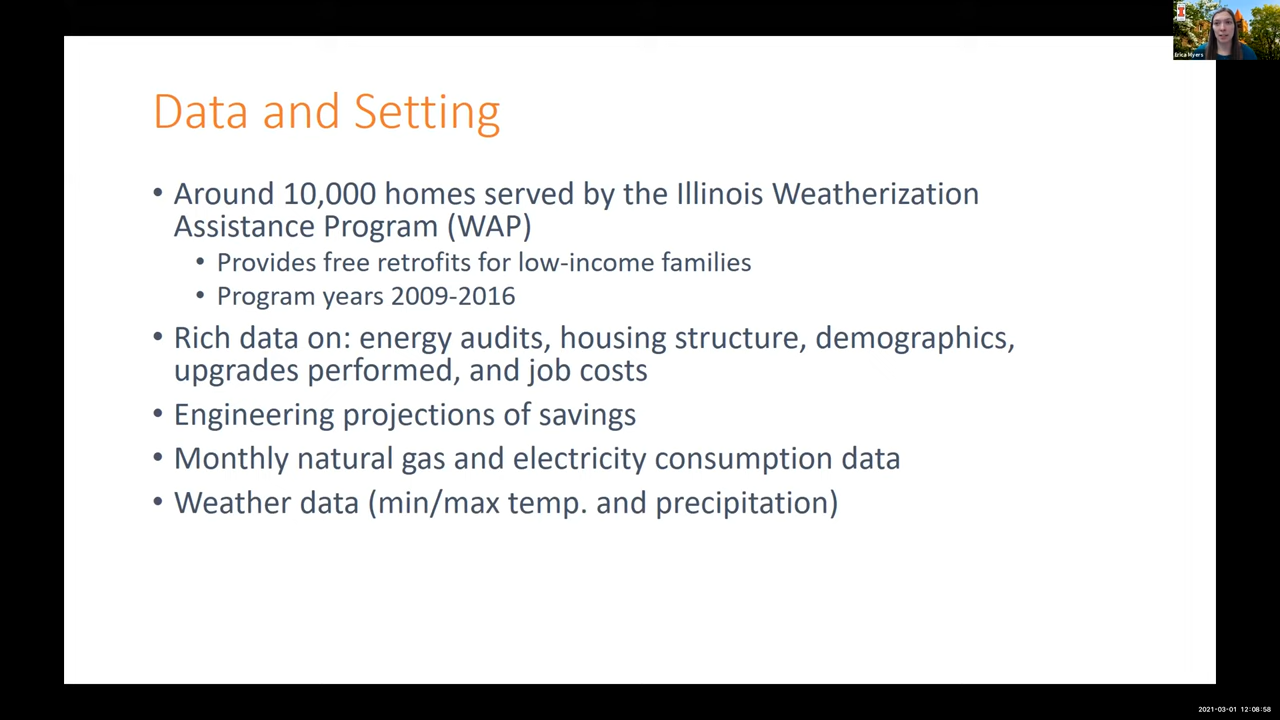 Erica Myers
Data and Setting
• Around 10,000 homes served by the Illinois Weatherization
Assistance Program (WAP)
• Provides free retrofits for low-income families
• Program years 2009-2016
• Rich data on: energy audits, housing structure, demographics,
upgrades performed, and job costs
• Engineering projections of savings
• Monthly natural gas and electricity consumption data
• Weather data (min/max temp. and precipitation)
2021-03-01 12:08:58